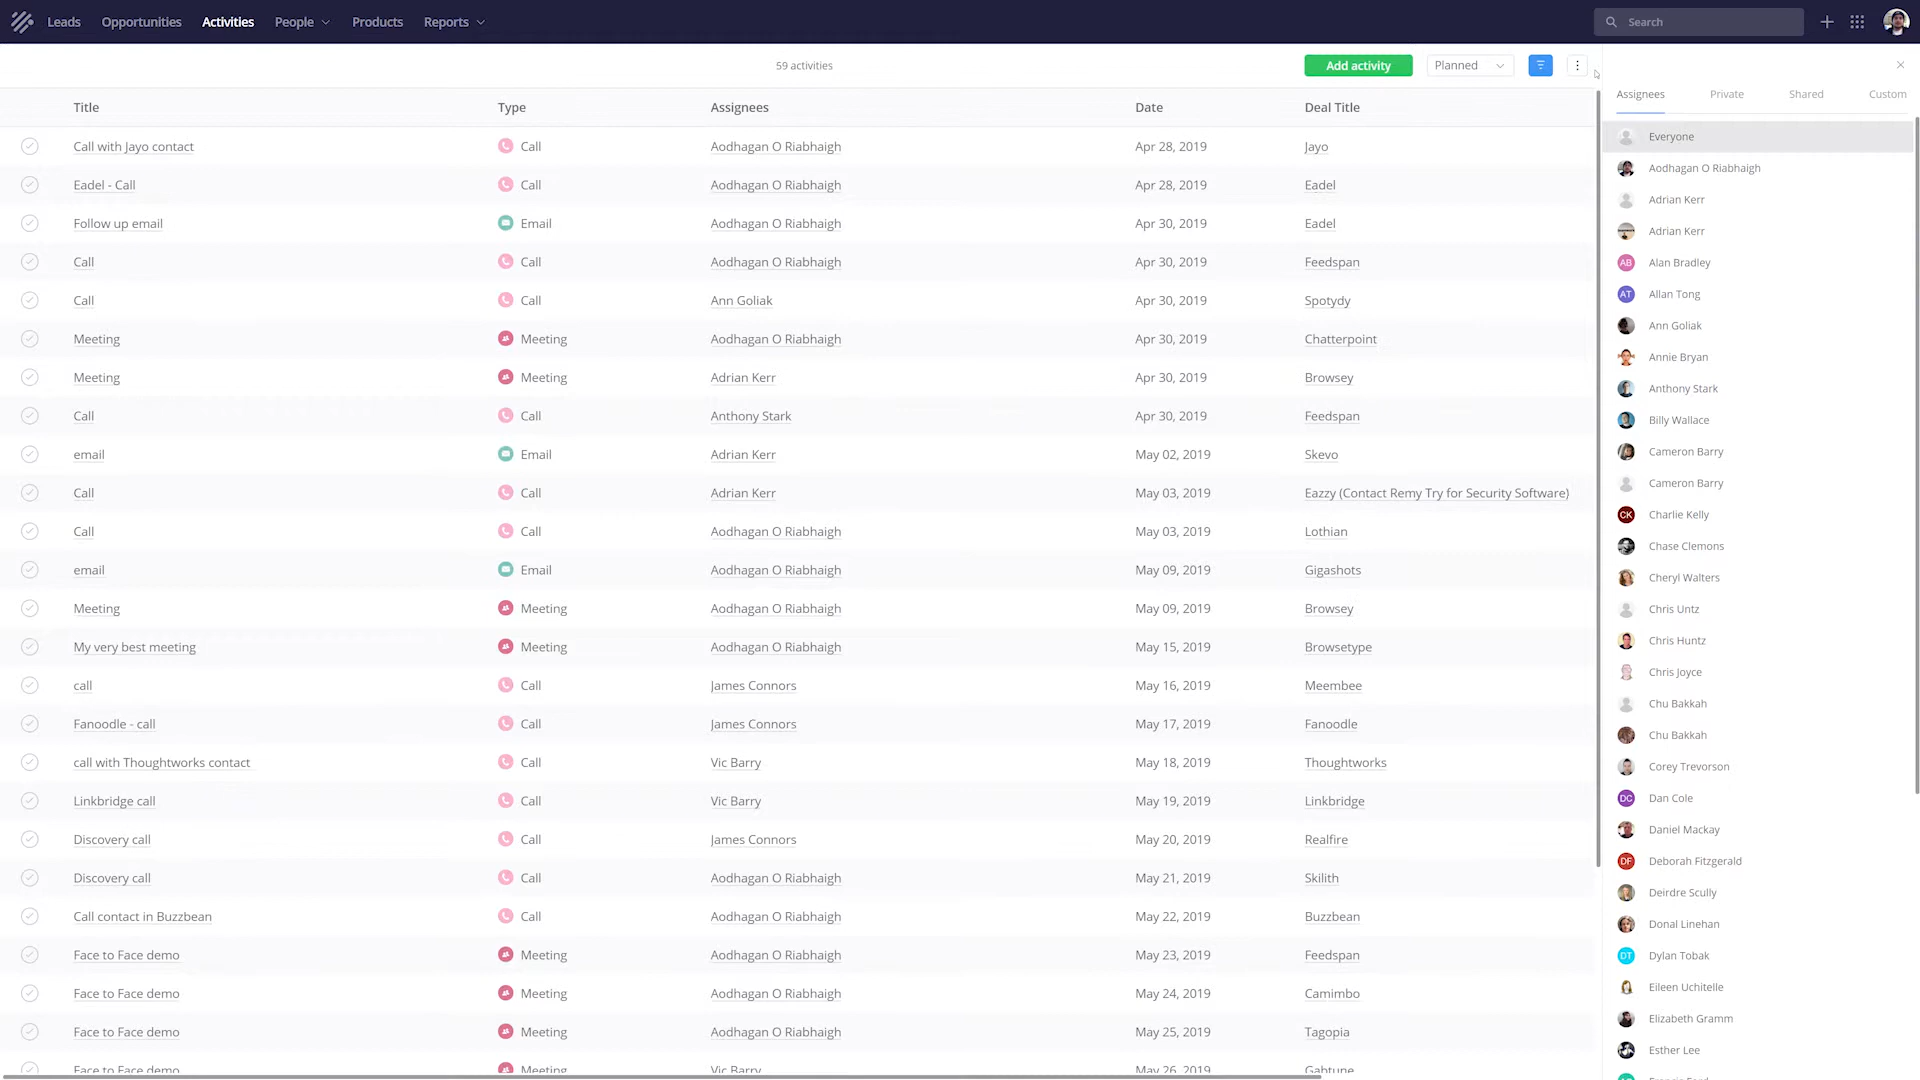 Leads Opportunities Activities People Products Reports Search
59 activities Add activity Planned
Title Type Assignees Date Deal Title
Call with Jayo contact Call Aodhagan O Riabhaigh Apr 28, 2019 Jayo
Eadel - Call Call Aodhagan O Riabhaigh Apr 28, 2019 Eadel
Follow up email Email Aodhagan O Riabhaigh Apr 30, 2019 Eadel
Call Call Aodhagan O Riabhaigh Apr 30, 2019 Feedspan
Call Call Ann Goliak Apr 30, 2019 Spotydy
Meeting Meeting Aodhagan O Riabhaigh Apr 30, 2019 Chatterpoint
Meeting Meeting Adrian Kerr Apr 30, 2019 Browsey
Call Call Anthony Stark Apr 30, 2019 Feedspan
email Email Adrian Kerr May 02, 2019 Skevo
Call Call Adrian Kerr May 03, 2019 Eazzy (Contact Remy Try for Security Software)
Call Call Aodhagan O Riabhaigh May 03, 2019 Lothian
email Email Aodhagan O Riabhaigh May 09, 2019 Gigashots
Meeting Meeting Aodhagan O Riabhaigh May 09, 2019 Browsey
My very best meeting Meeting Aodhagan O Riabhaigh May 15, 2019 Browsetype
call Call James Connors May 16, 2019 Meembee
Fanoodle - call Call James Connors May 17, 2019 Fanoodle
call with Thoughtworks contact Call Vic Barry May 18, 2019 Thoughtworks
Linkbridge call Call Vic Barry May 19, 2019 Linkbridge
Discovery call Call James Connors May 20, 2019 Realfire
Discovery call Call Aodhagan O Riabhaigh May 21, 2019 Skilith
Call contact in Buzzbean Call Aodhagan O Riabhaigh May 22, 2019 Buzzbean
Face to Face demo Meeting Aodhagan O Riabhaigh May 23, 2019 Feedspan
Face to Face demo Meeting Aodhagan O Riabhaigh May 24, 2019 Camimbo
Face to Face demo Meeting Aodhagan O Riabhaigh May 25, 2019 Tagopia
Face to Face demo Meeting Vic Barry May 26, 2019 Gabtune
Assignees Private Shared Custom
Everyone
Aodhagan O Riabhaigh
Adrian Kerr
Adrian Kerr
AB Alan Bradley
AT Allan Tong
Ann Goliak
Annie Bryan
Anthony Stark
Billy Wallace
Cameron Barry
Cameron Barry
CK Charlie Kelly
Chase Clemons
Cheryl Walters
Chris Untz
Chris Huntz
Chris Joyce
Chu Bakkah
Chu Bakkah
Corey Trevorson
DC Dan Cole
Daniel Mackay
DF Deborah Fitzgerald
Deirdre Scully
Donal Linehan
DT Dylan Tobak
Eileen Uchitelle
Elizabeth Gramm
Esther Lee